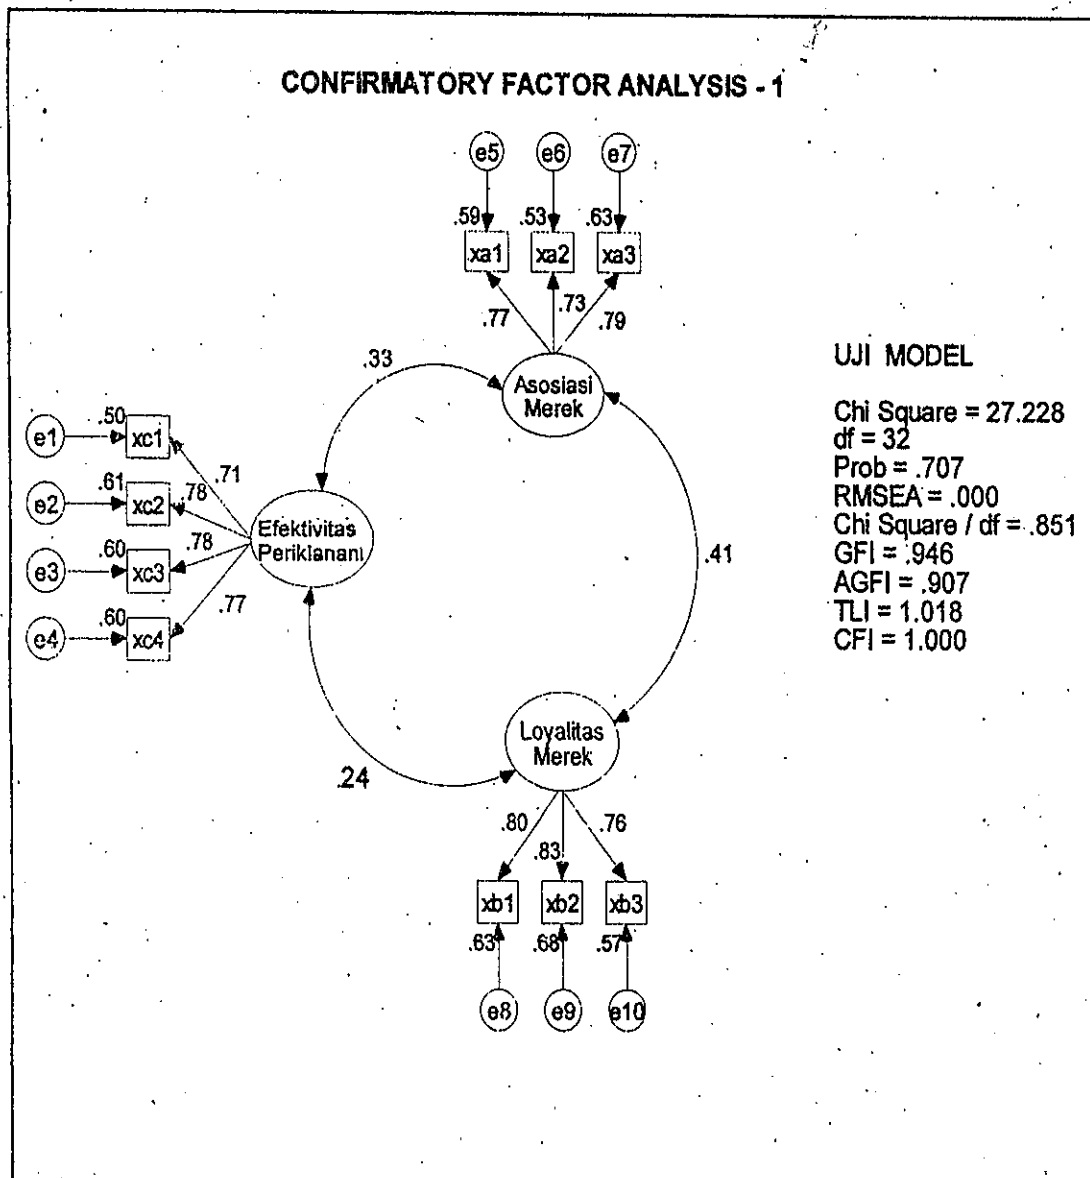 CONFIRMATORY FACTOR ANALYSIS - 1
e5 e6 e7
.59 .53 .63
xa1 xa2 xa3
.77 .73 .79
.33
Asosiasi
Merek
UJI MODEL
Chi Square = 27.228
df = 32
Prob = .707
RMSEA = .000
Chi Square / df = .851
GFI = .946
AGFI = .907
TLI = 1.018
CFI = 1.000
e1 .50 xc1
.71
e2 .61 xc2 .78
e3 .60 xc3 .78
e4 .60 xc4 .77
Efektivitas
Periklanani
.41
Loyalitas
Merek
.24
.80 .83 .76
xb1 xb2 xb3
.63 .68 .57
e8 e9 e10